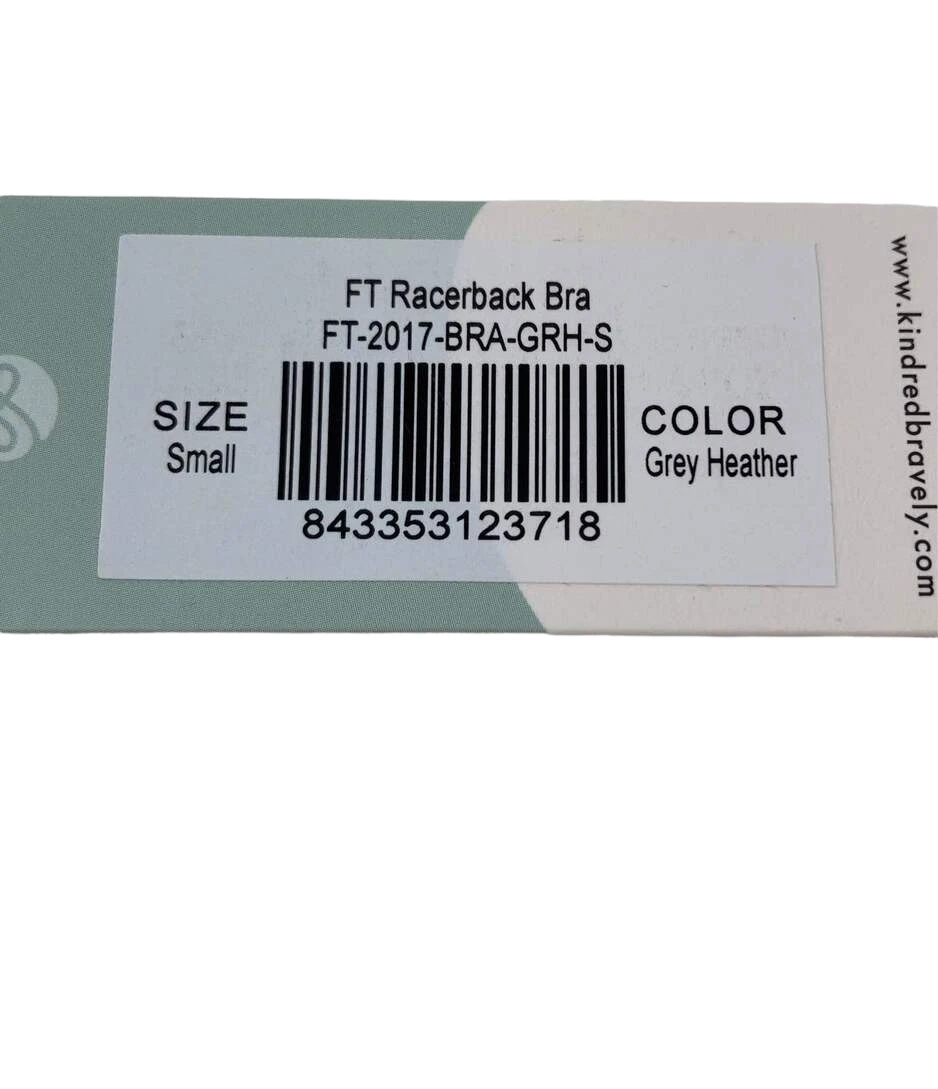 FT Racerback Bra
FT-2017-BRA-GRH-S
SIZE
Small
COLOR
Grey Heather
843353123718
www.kindredbravely.com